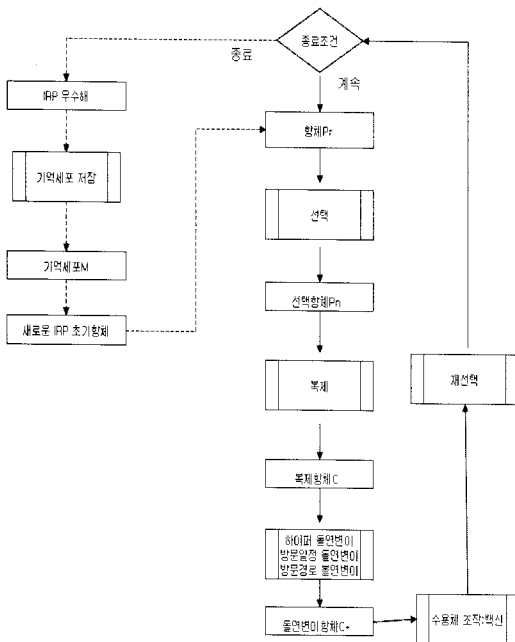 종료조건
종료
계속
IRP 우수해
항체Pr
기억세포 저장
선택
기억세포M
선택항체Pn
새로운 IRP 초기항체
복제
재선택
복제항체C
하이퍼 돌연변이
방문일정 돌연변이
방문경로 돌연변이
돌연변이항체C*
수용체 조작:백신